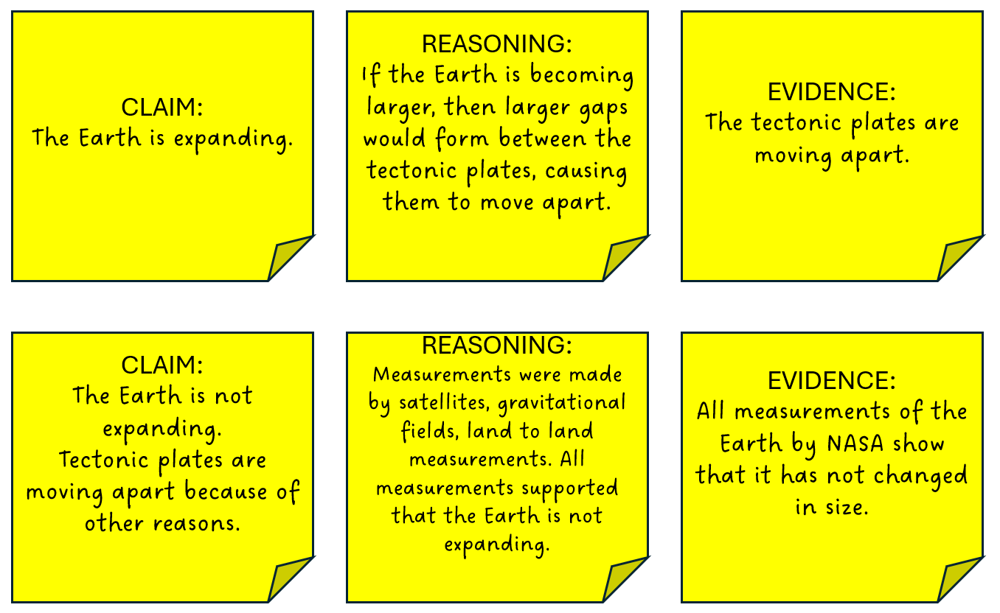 CLAIM:
The Earth is expanding.
REASONING:
If the Earth is becoming
larger, then larger gaps
would form between the
tectonic plates, causing
them to move apart.
EVIDENCE:
The tectonic plates are
moving apart.
CLAIM:
The Earth is not
expanding.
Tectonic plates are
moving apart because of
other reasons.
REASONING:
Measurements were made
by satellites, gravitational
fields, land to land
measurements. All
measurements supported
that the Earth is not
expanding.
EVIDENCE:
All measurements of the
Earth by NASA show
that it has not changed
in size.